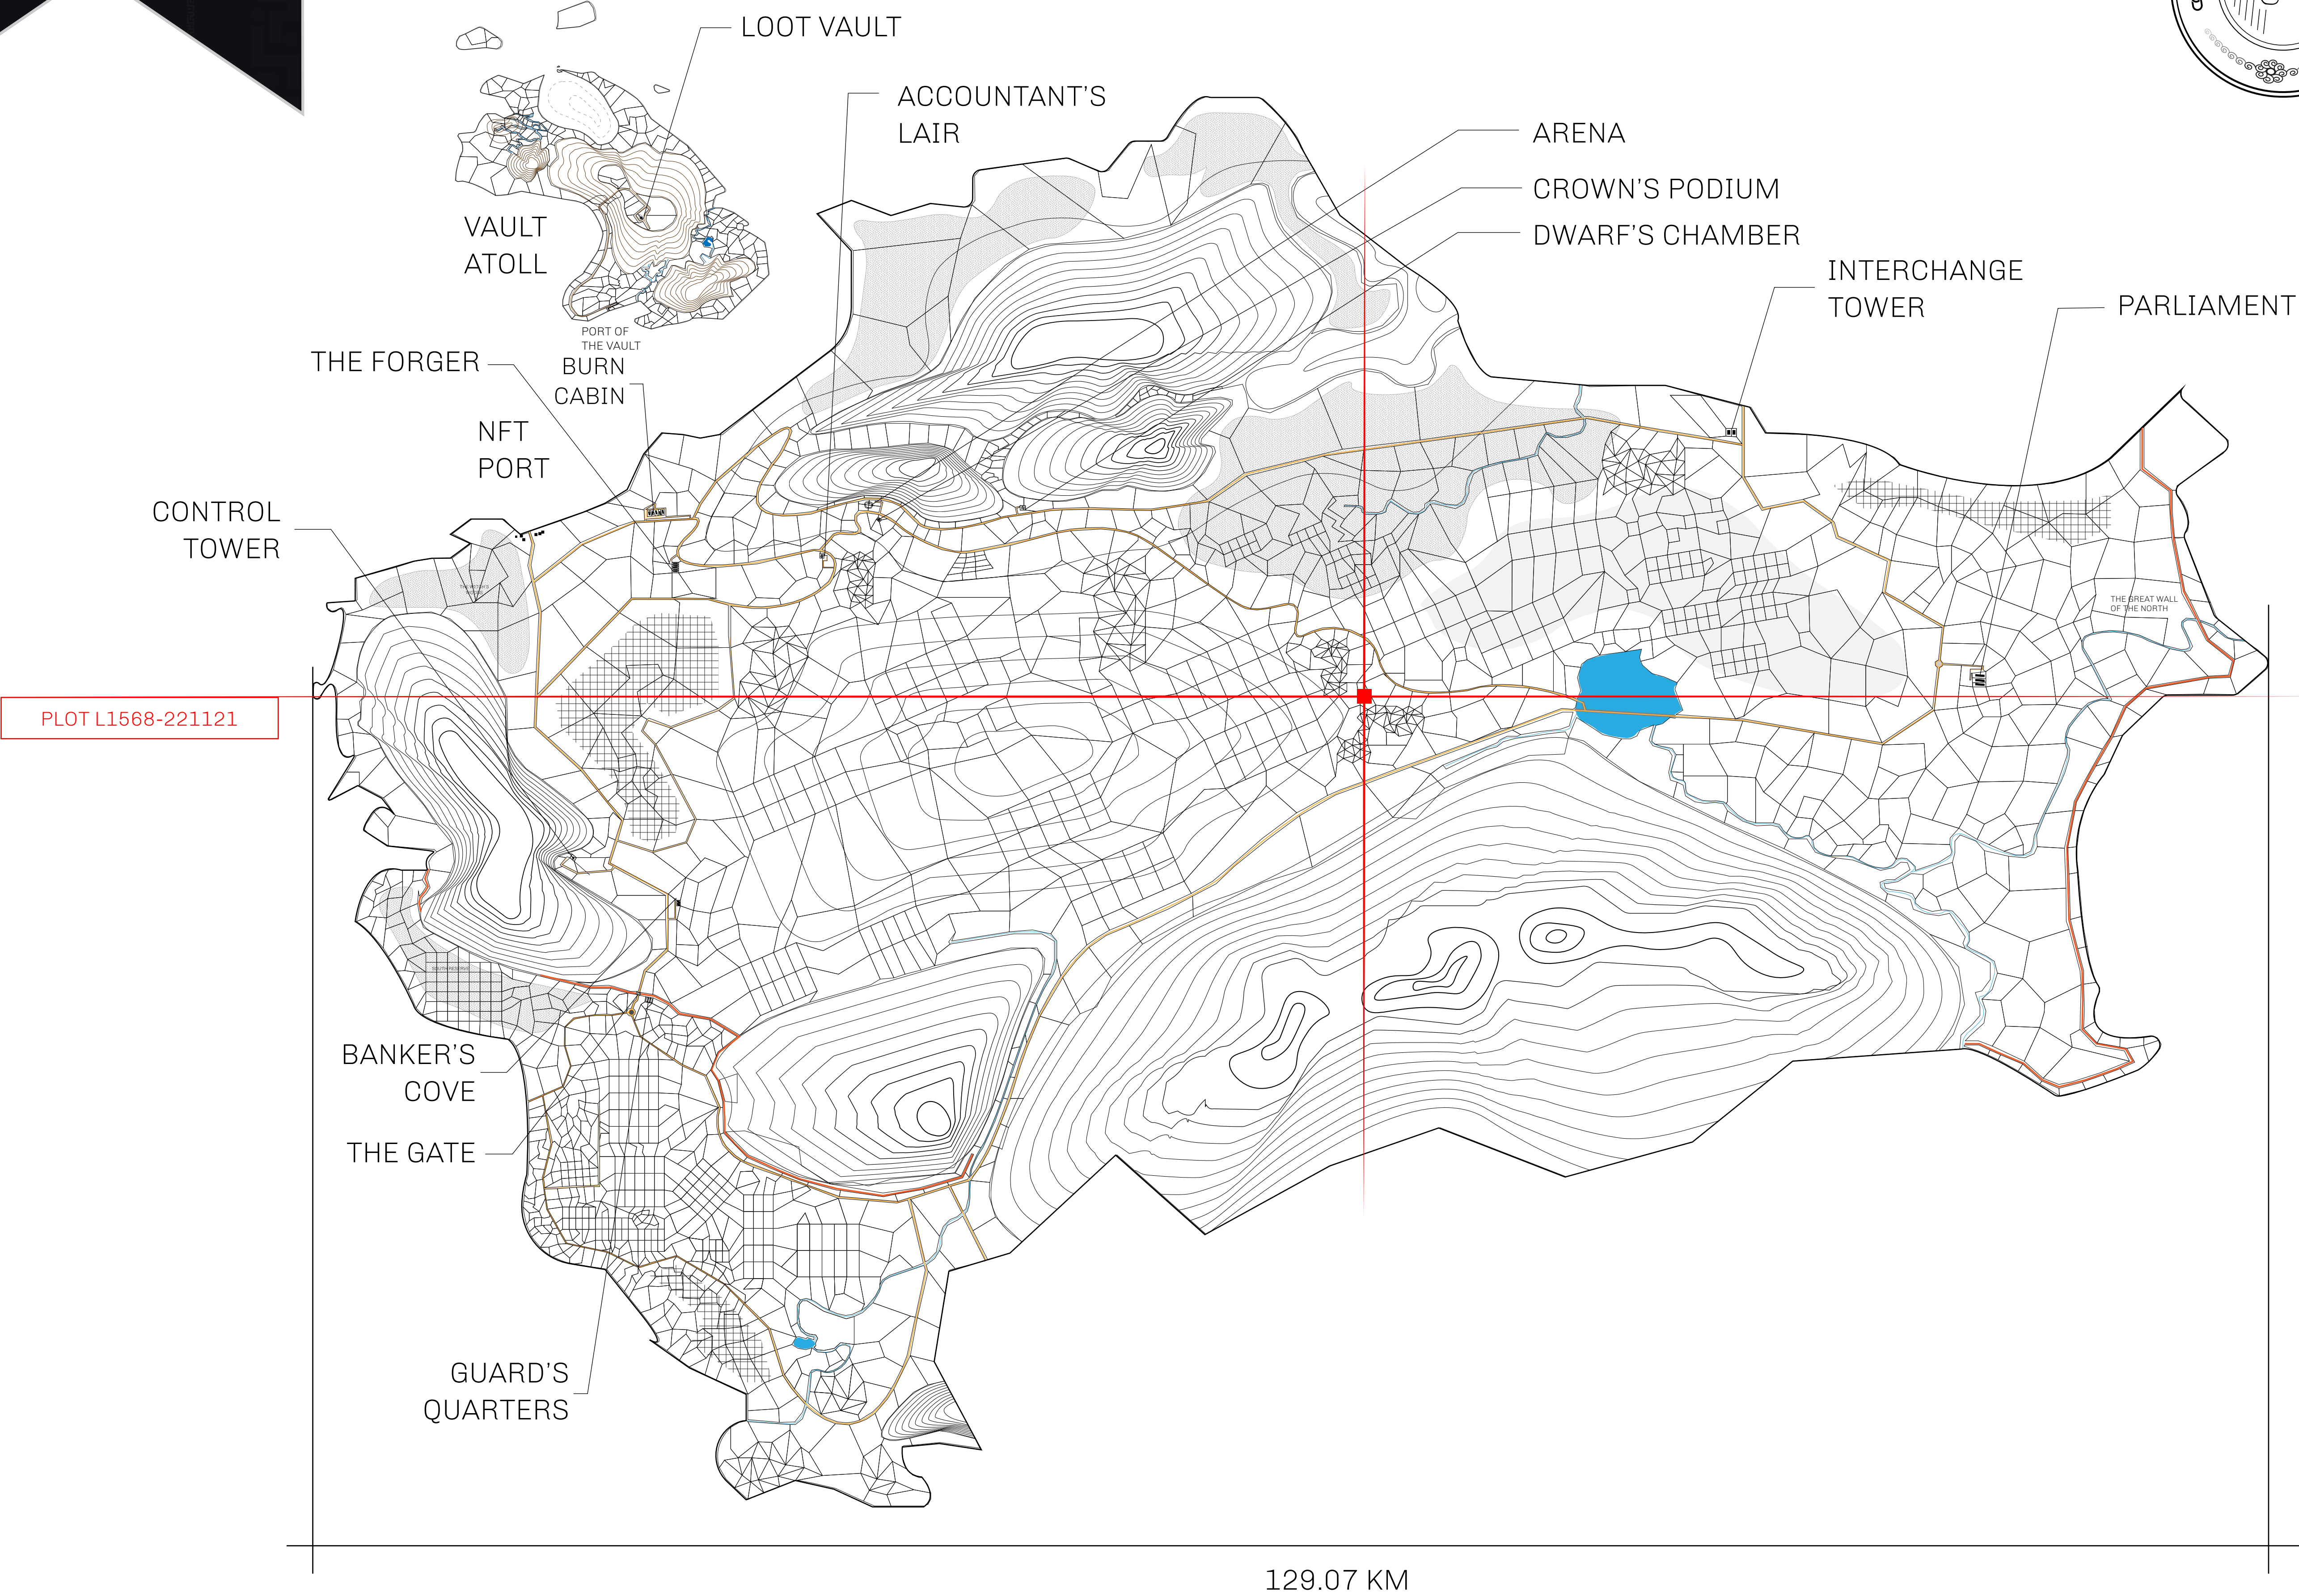 LOOT VAULT
ACCOUNTANT'S
LAIR
ARENA
CROWN'S PODIUM
DWARF'S CHAMBER
INTERCHANGE
TOWER
PARLIAMENT
VAULT
ATOLL
PORT OF
THE VAULT
THE FORGER
BURN
CABIN
NFT
PORT
CONTROL
TOWER
THE GREAT WALL
OF THE NORTH
PLOT L1568-221121
SOUTH RESERVE
BANKER'S
COVE
THE GATE
GUARD'S
QUARTERS
129.07 KM